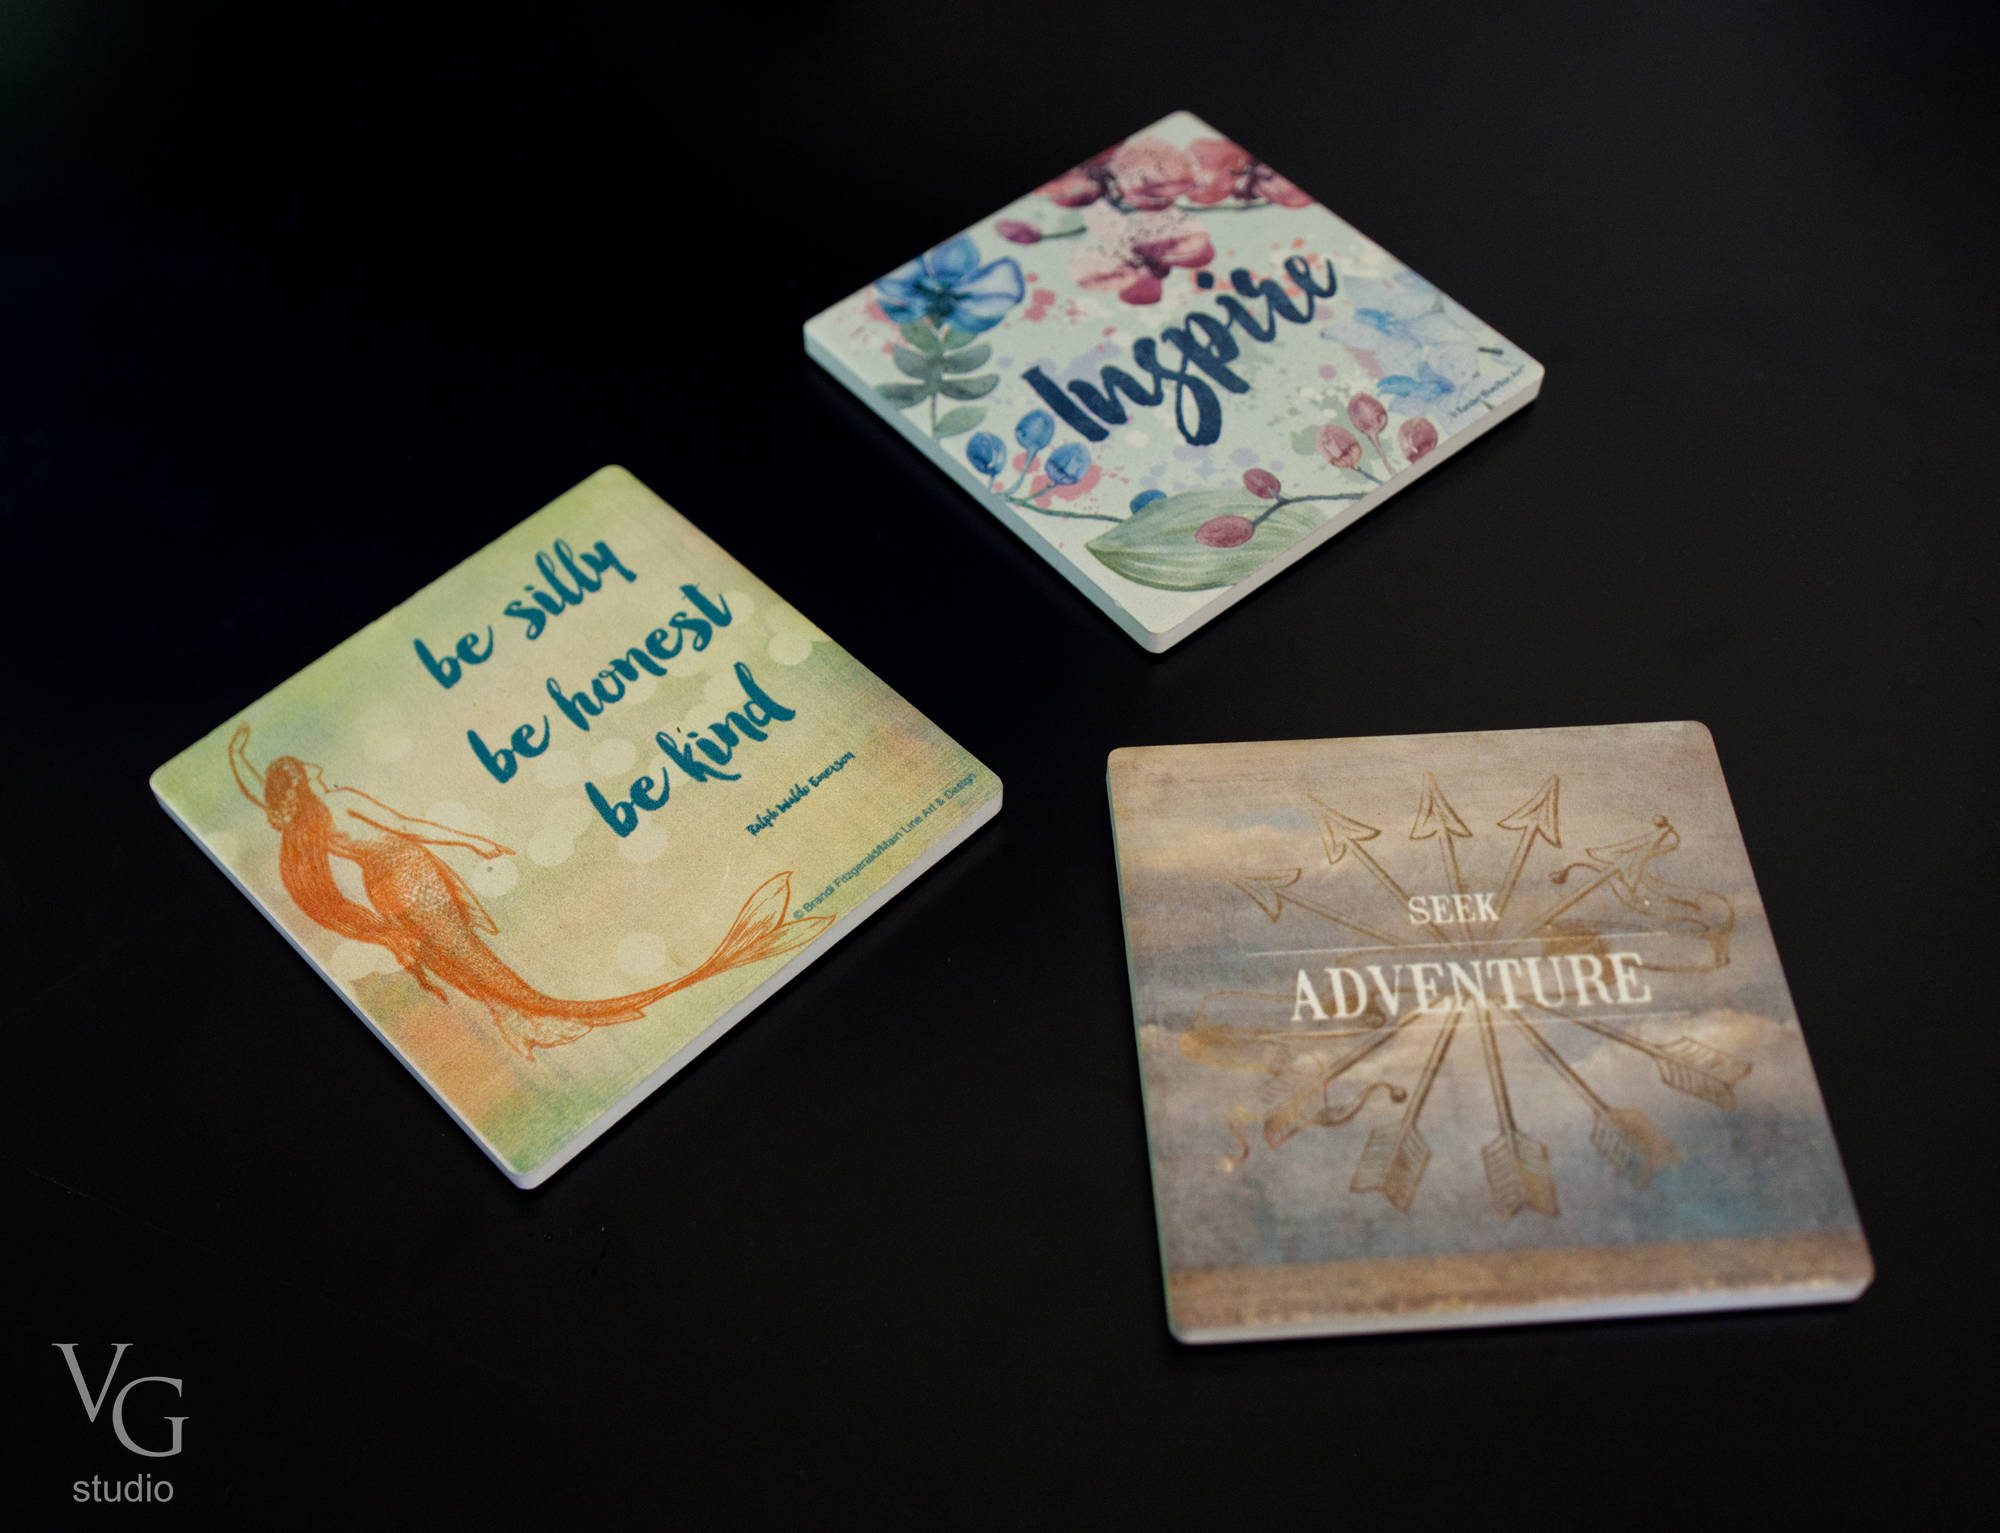 Inspire
be silly
be honest
be kind
Ralph Waldo Emerson
© Brandi Fitzgerald/Main Line Art & Design
SEEK
ADVENTURE
VG
studio